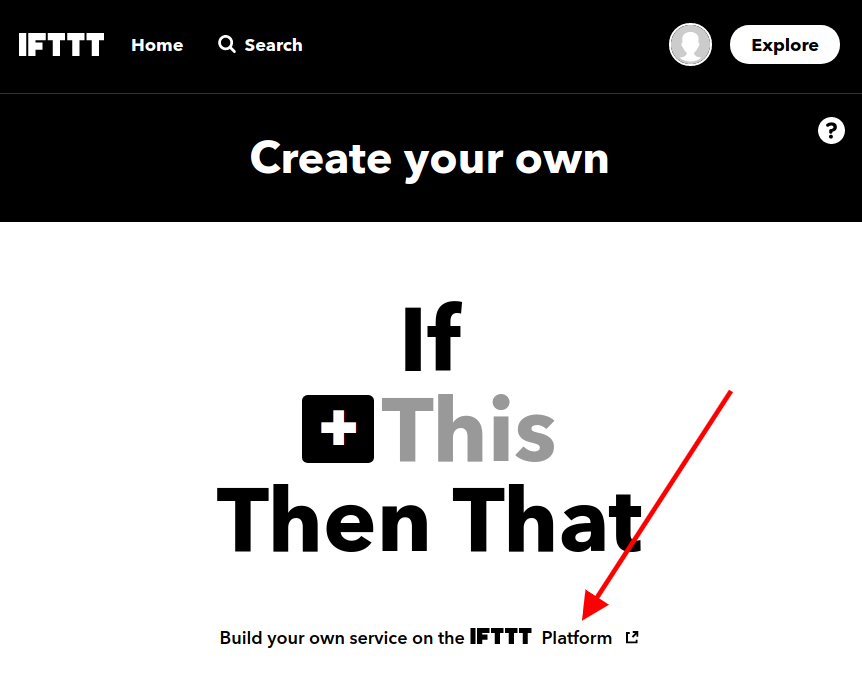 IFTTT Home Search Explore
?
Create your own
If
+ This
Then That
Build your own service on the IFTTT Platform